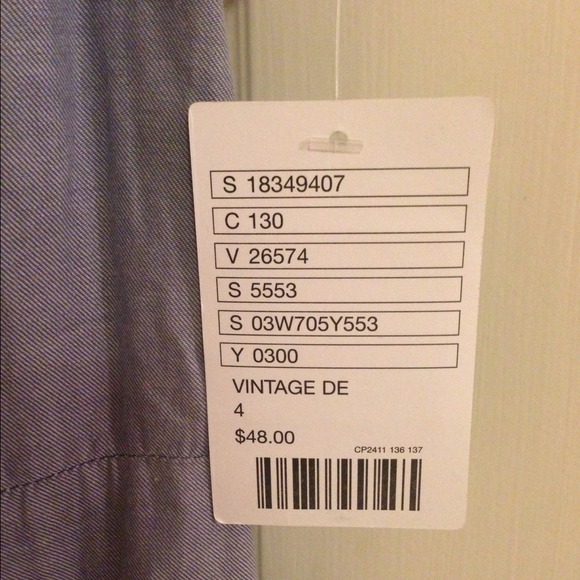 S 18349407
C 130
V 26574
S 5553
S 03W705Y553
Y 0300
VINTAGE DE
4
$48.00
CP2411 136 137